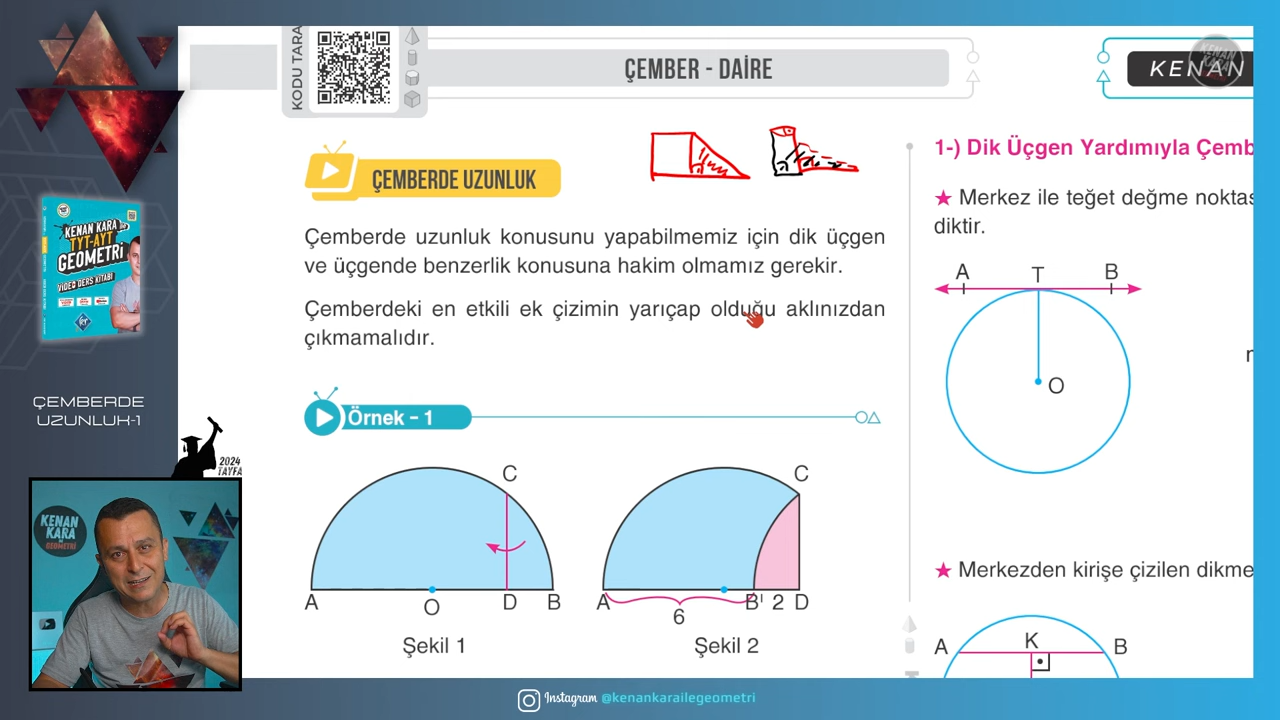 KODU TARA
ÇEMBER - DAİRE
KENAN
KENAN
KARA
ÇEMBERDE UZUNLUK
Çemberde uzunluk konusunu yapabilmemiz için dik üçgen
ve üçgende benzerlik konusuna hakim olmamız gerekir.
Çemberdeki en etkili ek çizimin yarıçap olduğu aklınızdan
çıkmamalıdır.
Örnek - 1
C
A
O
D
B
Şekil 1
C
A
B'
2
D
6
Şekil 2
1-) Dik Üçgen Yardımıyla Çemb
★ Merkez ile teğet değme noktas
diktir.
A
T
B
O
★ Merkezden kirişe çizilen dikme
A
K
B
KENAN KARA
TYT-AYT
GEOMETRİ
VİDEO DERS KİTABI
ÇEMBERDE
UZUNLUK-1
2024
TAYFA
KENAN
KARA
GEOMETRİ
Instagram @kenankarailegeometri